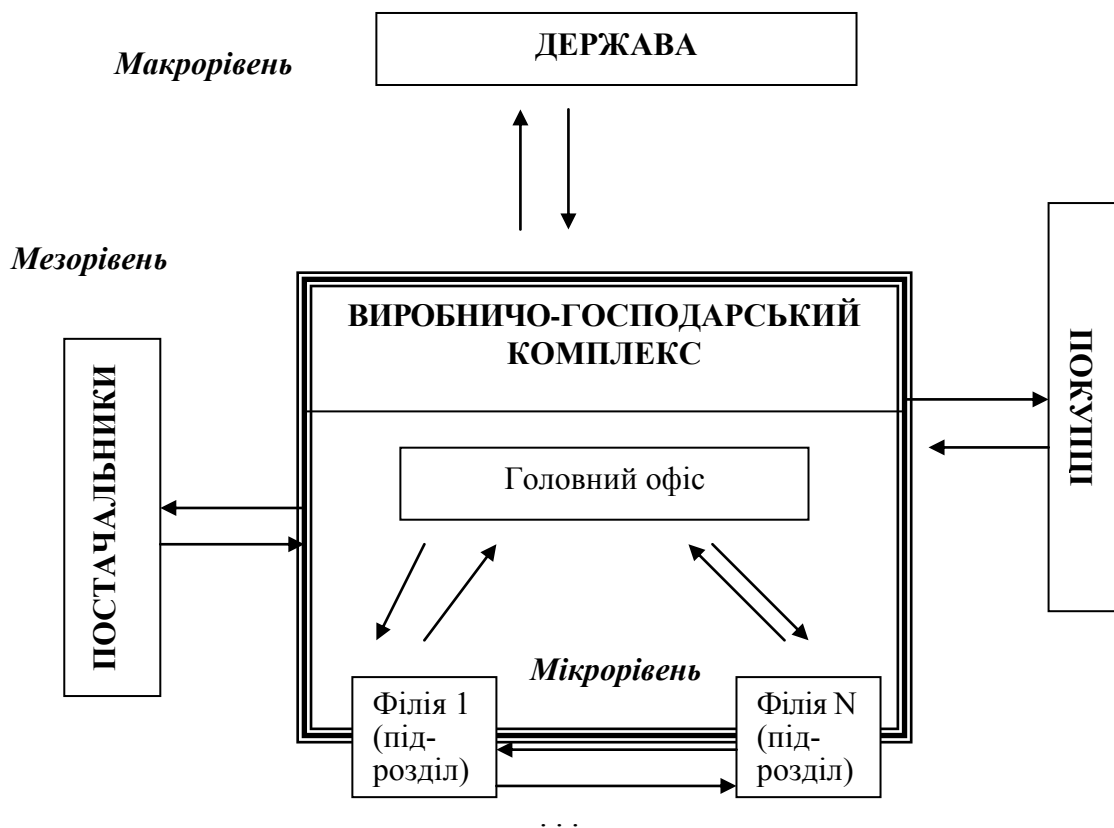 ДЕРЖАВА
Макрорівень
Мезорівень
ВИРОБНИЧО-ГОСПОДАРСЬКИЙ
КОМПЛЕКС
ПОСТАЧАЛЬНИКИ
ПОКУПЦІ
Головний офіс
Мікрорівень
Філія 1
(під-
розділ)
Філія N
(під-
розділ)
. . .